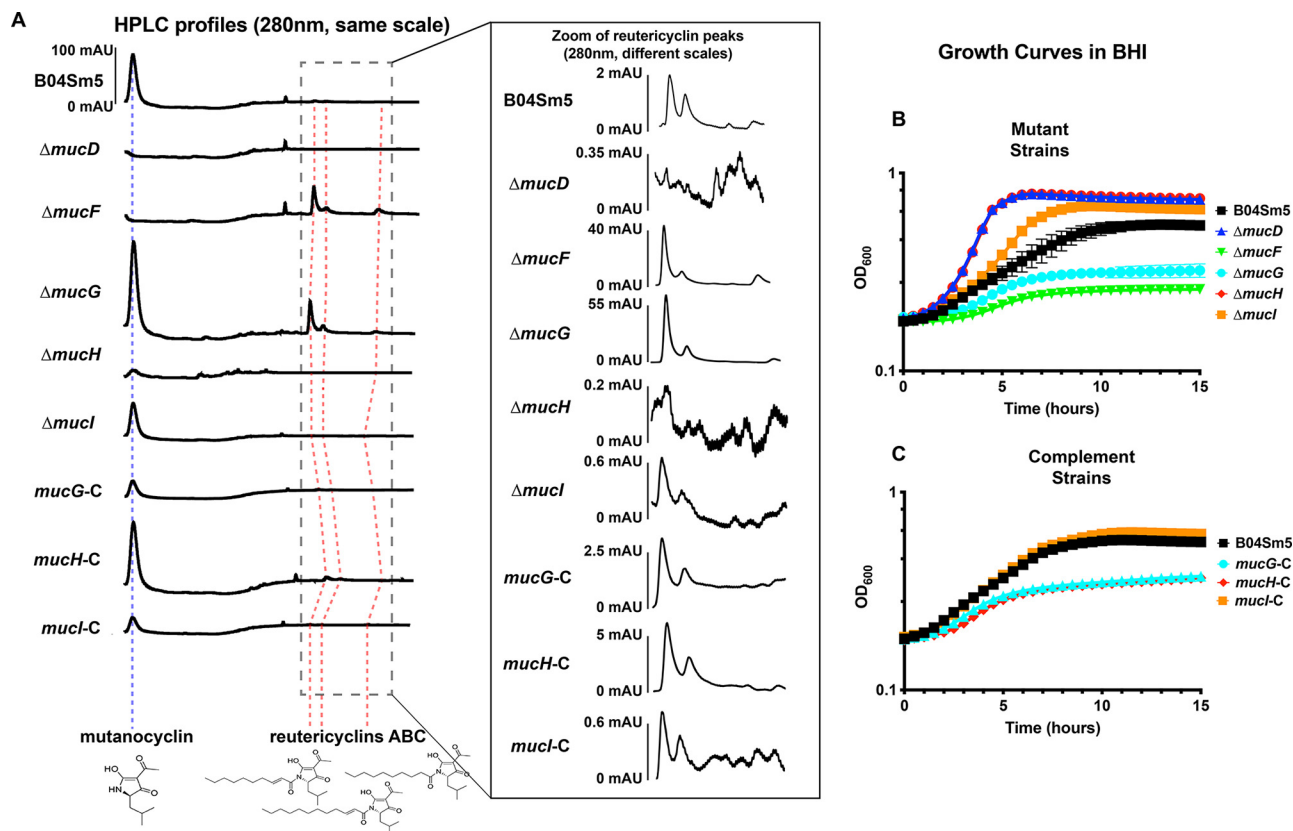 A
HPLC profiles (280nm, same scale)
100 mAU
B04Sm5
0 mAU
ΔmucD
ΔmucF
ΔmucG
ΔmucH
ΔmucI
mucG-C
mucH-C
mucI-C
mutanocyclin
reutericyclins ABC
OH
O
O
HN
OH
O
N
O
O
OH
O
N
O
O
OH
O
N
O
O
Zoom of reutericyclin peaks
(280nm, different scales)
B04Sm5
2 mAU
0 mAU
ΔmucD
0.35 mAU
0 mAU
ΔmucF
40 mAU
0 mAU
ΔmucG
55 mAU
0 mAU
ΔmucH
0.2 mAU
0 mAU
ΔmucI
0.6 mAU
0 mAU
mucG-C
2.5 mAU
0 mAU
mucH-C
5 mAU
0 mAU
mucI-C
0.6 mAU
0 mAU
Growth Curves in BHI
B
Mutant
Strains
1
0.1
OD600
0 5 10 15
Time (hours)
B04Sm5
ΔmucD
ΔmucF
ΔmucG
ΔmucH
ΔmucI
C
Complement
Strains
1
0.1
OD600
0 5 10 15
Time (hours)
B04Sm5
mucG-C
mucH-C
mucI-C